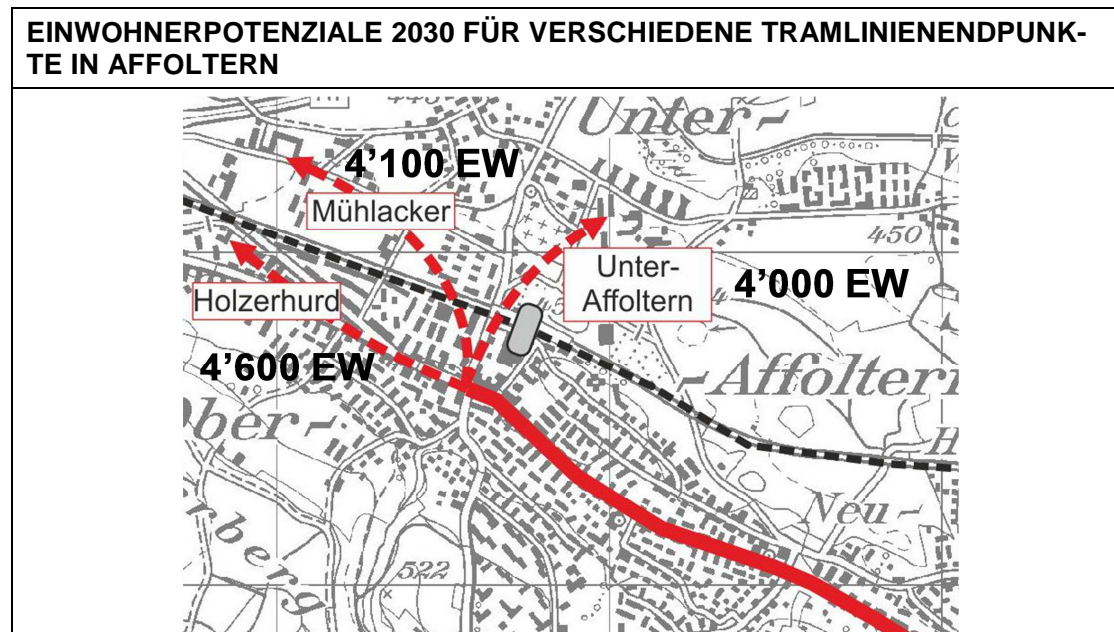 EINWOHNERPOTENZIALE 2030 FÜR VERSCHIEDENE TRAMLINIENENDPUNK-
TE IN AFFOLTERN
Unter-
4'100 EW
Mühlacker
450
Unter-
Affoltern
4'000 EW
Holzerhurd
4'600 EW
-Affoltern
Ober-
Neu-
522